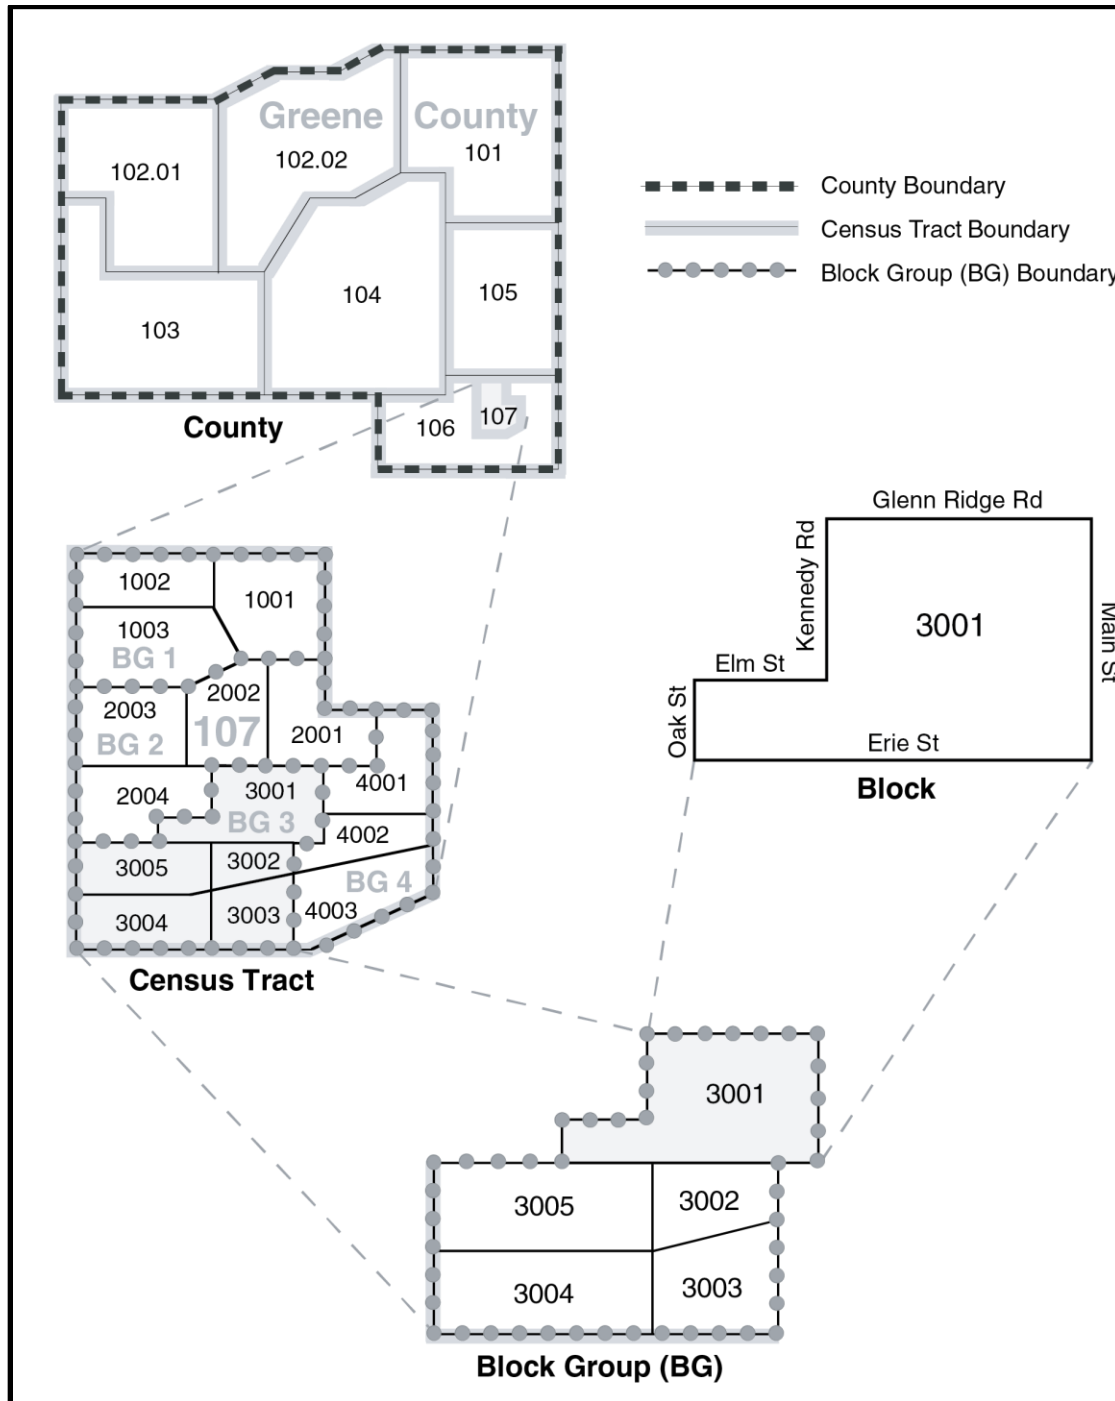 Greene County
102.01
102.02
101
103
104
105
106
107
County
County Boundary
Census Tract Boundary
Block Group (BG) Boundary
1002
1001
1003
BG 1
2003
2002
BG 2
107
2001
2004
3001
4001
BG 3
4002
3005
3002
BG 4
3004
3003
4003
Census Tract
Glenn Ridge Rd
Kennedy Rd
3001
Main St
Elm St
Oak St
Erie St
Block
3001
3005
3002
3004
3003
Block Group (BG)